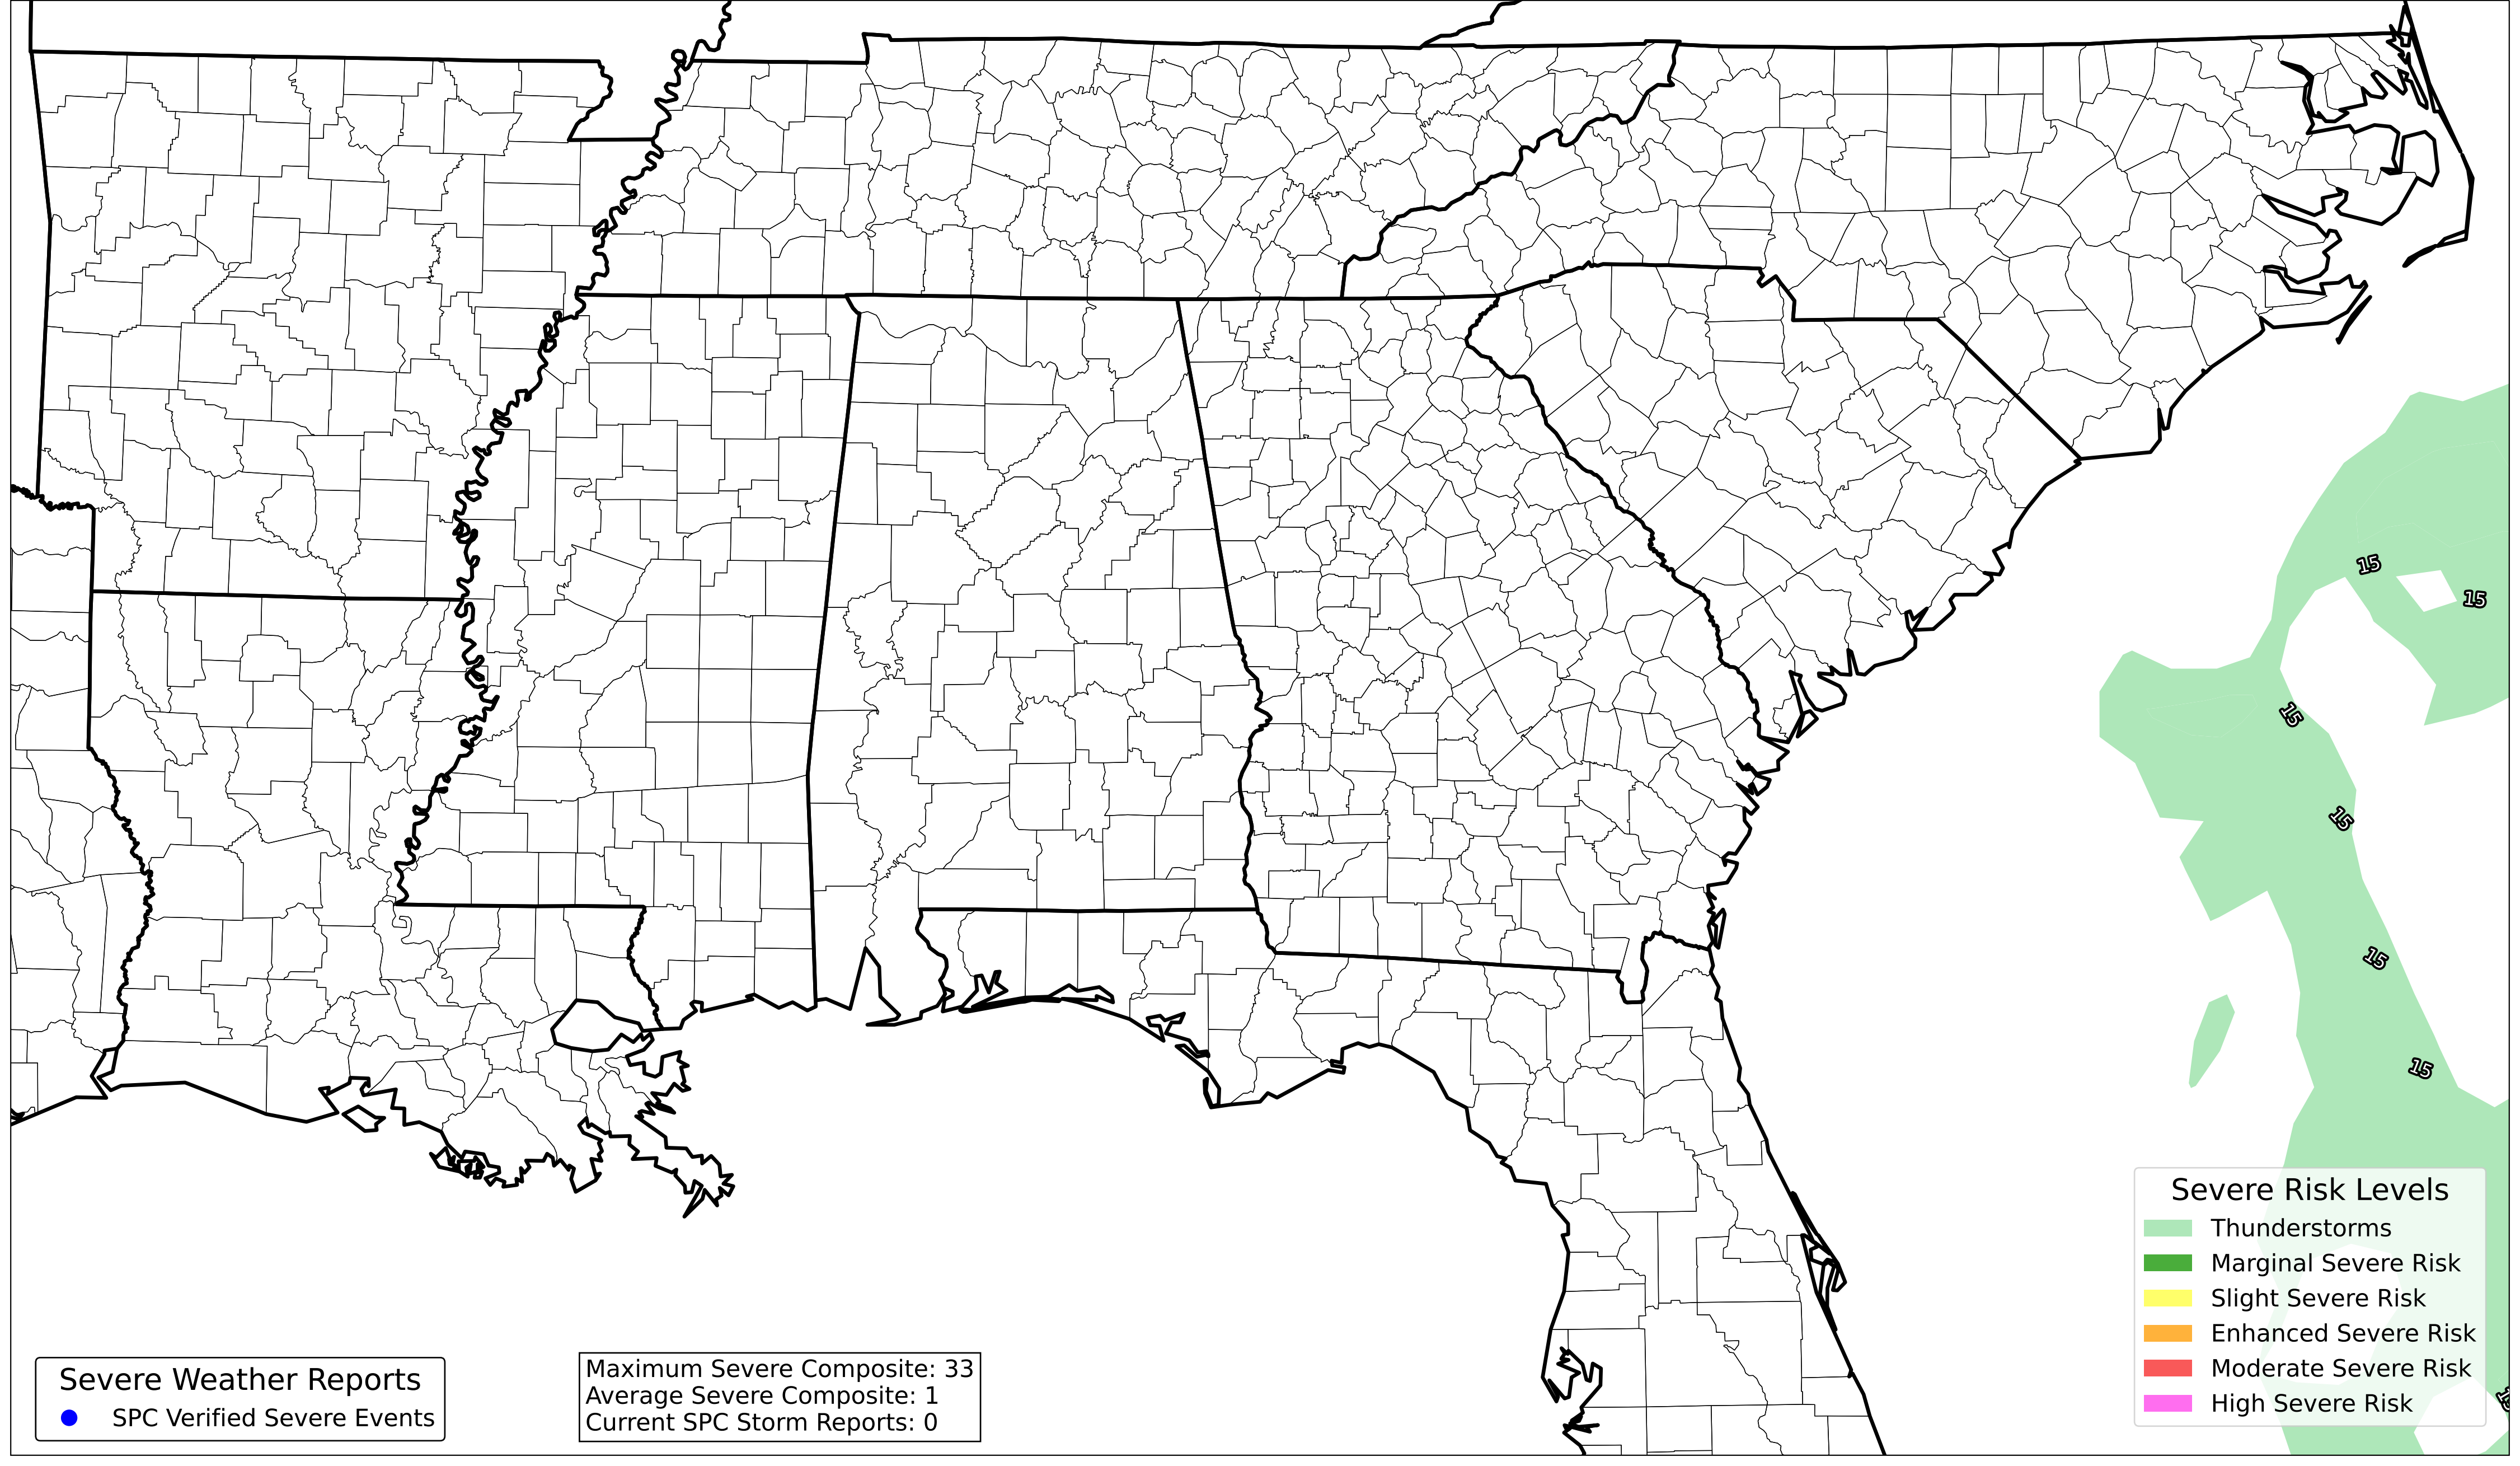 15
15
15
15
15
15
Severe Risk Levels
Thunderstorms
Marginal Severe Risk
Slight Severe Risk
Enhanced Severe Risk
Moderate Severe Risk
High Severe Risk
Severe Weather Reports
SPC Verified Severe Events
Maximum Severe Composite: 33
Average Severe Composite: 1
Current SPC Storm Reports: 0